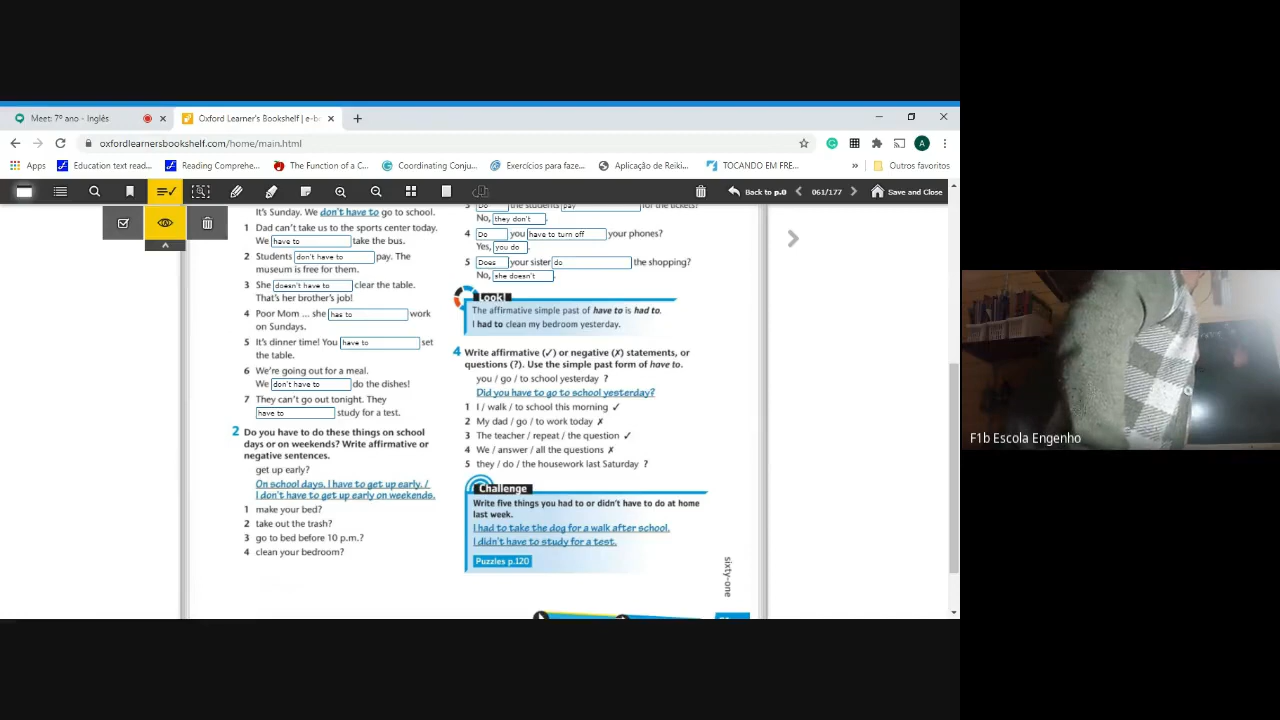 Meet: 7º ano - Inglês
Oxford Learner's Bookshelf | e-b
oxfordlearnersbookshelf.com/home/main.html
Apps
Education text read...
Reading Comprehe...
The Function of a C...
Coordinating Conju...
Exercícios para faze...
Aplicação de Reiki...
TOCANDO EM FRE...
»
Outros favoritos
Back to p.0
061/177
Save and Close
It's Sunday. We don't have to go to school.
1 Dad can't take us to the sports center today.
We have to take the bus.
2 Students don't have to pay. The
museum is free for them.
3 She doesn't have to clear the table.
That's her brother's job!
4 Poor Mom ... she has to work
on Sundays.
5 It's dinner time! You have to set
the table.
6 We're going out for a meal.
We don't have to do the dishes!
7 They can't go out tonight. They
have to study for a test.
2 Do you have to do these things on school
days or on weekends? Write affirmative or
negative sentences.
get up early?
On school days, I have to get up early. /
I don't have to get up early on weekends.
1 make your bed?
2 take out the trash?
3 go to bed before 10 p.m.?
4 clean your bedroom?
3 Do the students pay for the tickets?
No, they don't.
4 Do you have to turn off your phones?
Yes, you do.
5 Does your sister do the shopping?
No, she doesn't.
Look!
The affirmative simple past of have to is had to.
I had to clean my bedroom yesterday.
4 Write affirmative (✓) or negative (✗) statements, or
questions (?). Use the simple past form of have to.
you / go / to school yesterday ?
Did you have to go to school yesterday?
1 I / walk / to school this morning ✓
2 My dad / go / to work today ✗
3 The teacher / repeat / the question ✓
4 We / answer / all the questions ✗
5 they / do / the housework last Saturday ?
Challenge
Write five things you had to or didn't have to do at home
last week.
I had to take the dog for a walk after school.
I didn't have to study for a test.
Puzzles p.120
sixty-one
F1b Escola Engenho